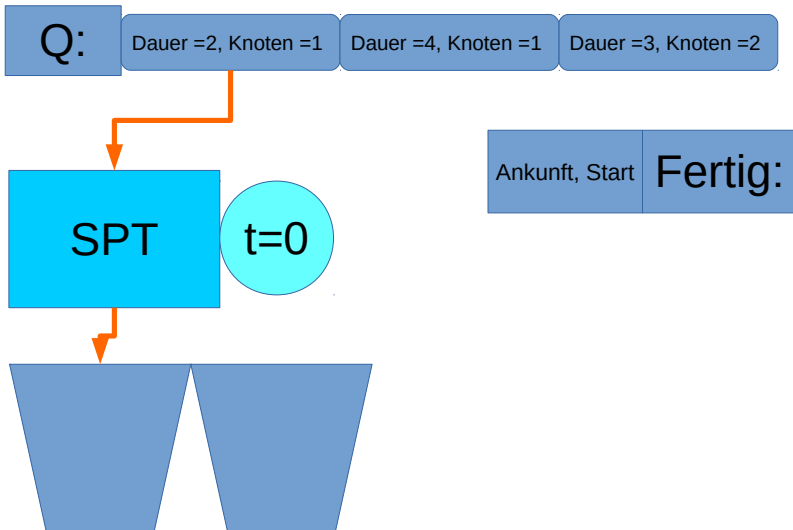 Q:
Dauer =2, Knoten =1
Dauer =4, Knoten =1
Dauer =3, Knoten =2
Ankunft, Start
Fertig:
SPT
t=0